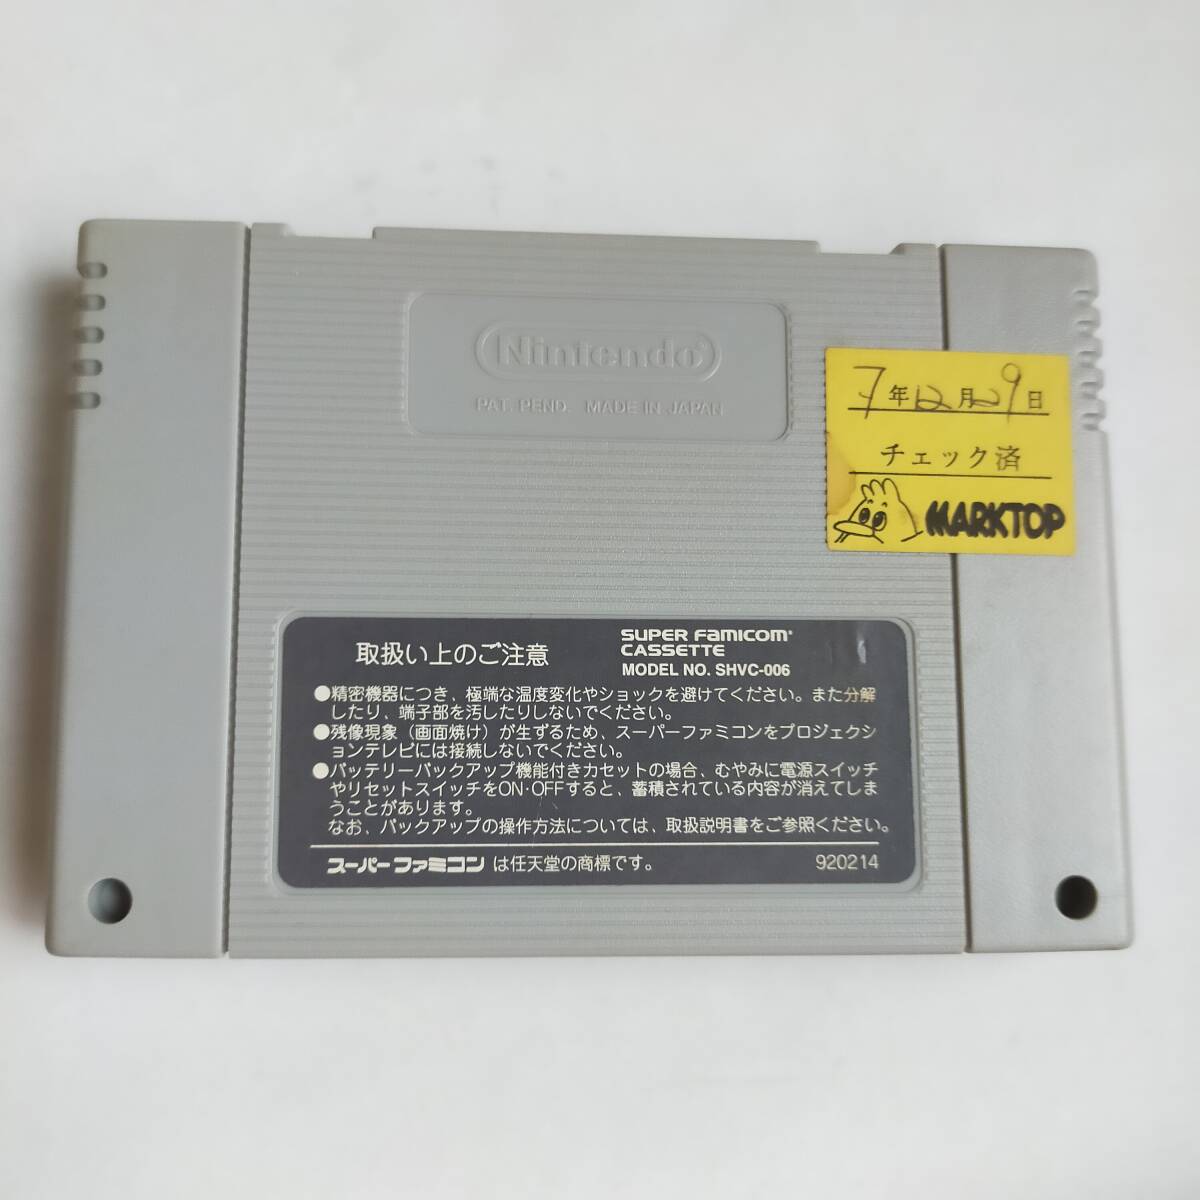 Nintendo
PAT. PEND. MADE IN JAPAN
7年12月29日
チェック済
MARKTOP
取扱い上のご注意
SUPER FAMICOM
CASSETTE
MODEL NO. SHVC-006
●精密機器につき、極端な温度変化やショックを避けてください。また分解
したり、端子部を汚したりしないでください。
●残像現象（画面焼け）が生ずるため、スーパーファミコンをプロジェクシ
ョンテレビには接続しないでください。
●バッテリーバックアップ機能付きカセットの場合、むやみに電源スイッチ
やリセットスイッチをON・OFFすると、蓄積されている内容が消えてしま
うことがあります。
なお、バックアップの操作方法については、取扱説明書をご参照ください。
スーパーファミコン は任天堂の商標です。
920214